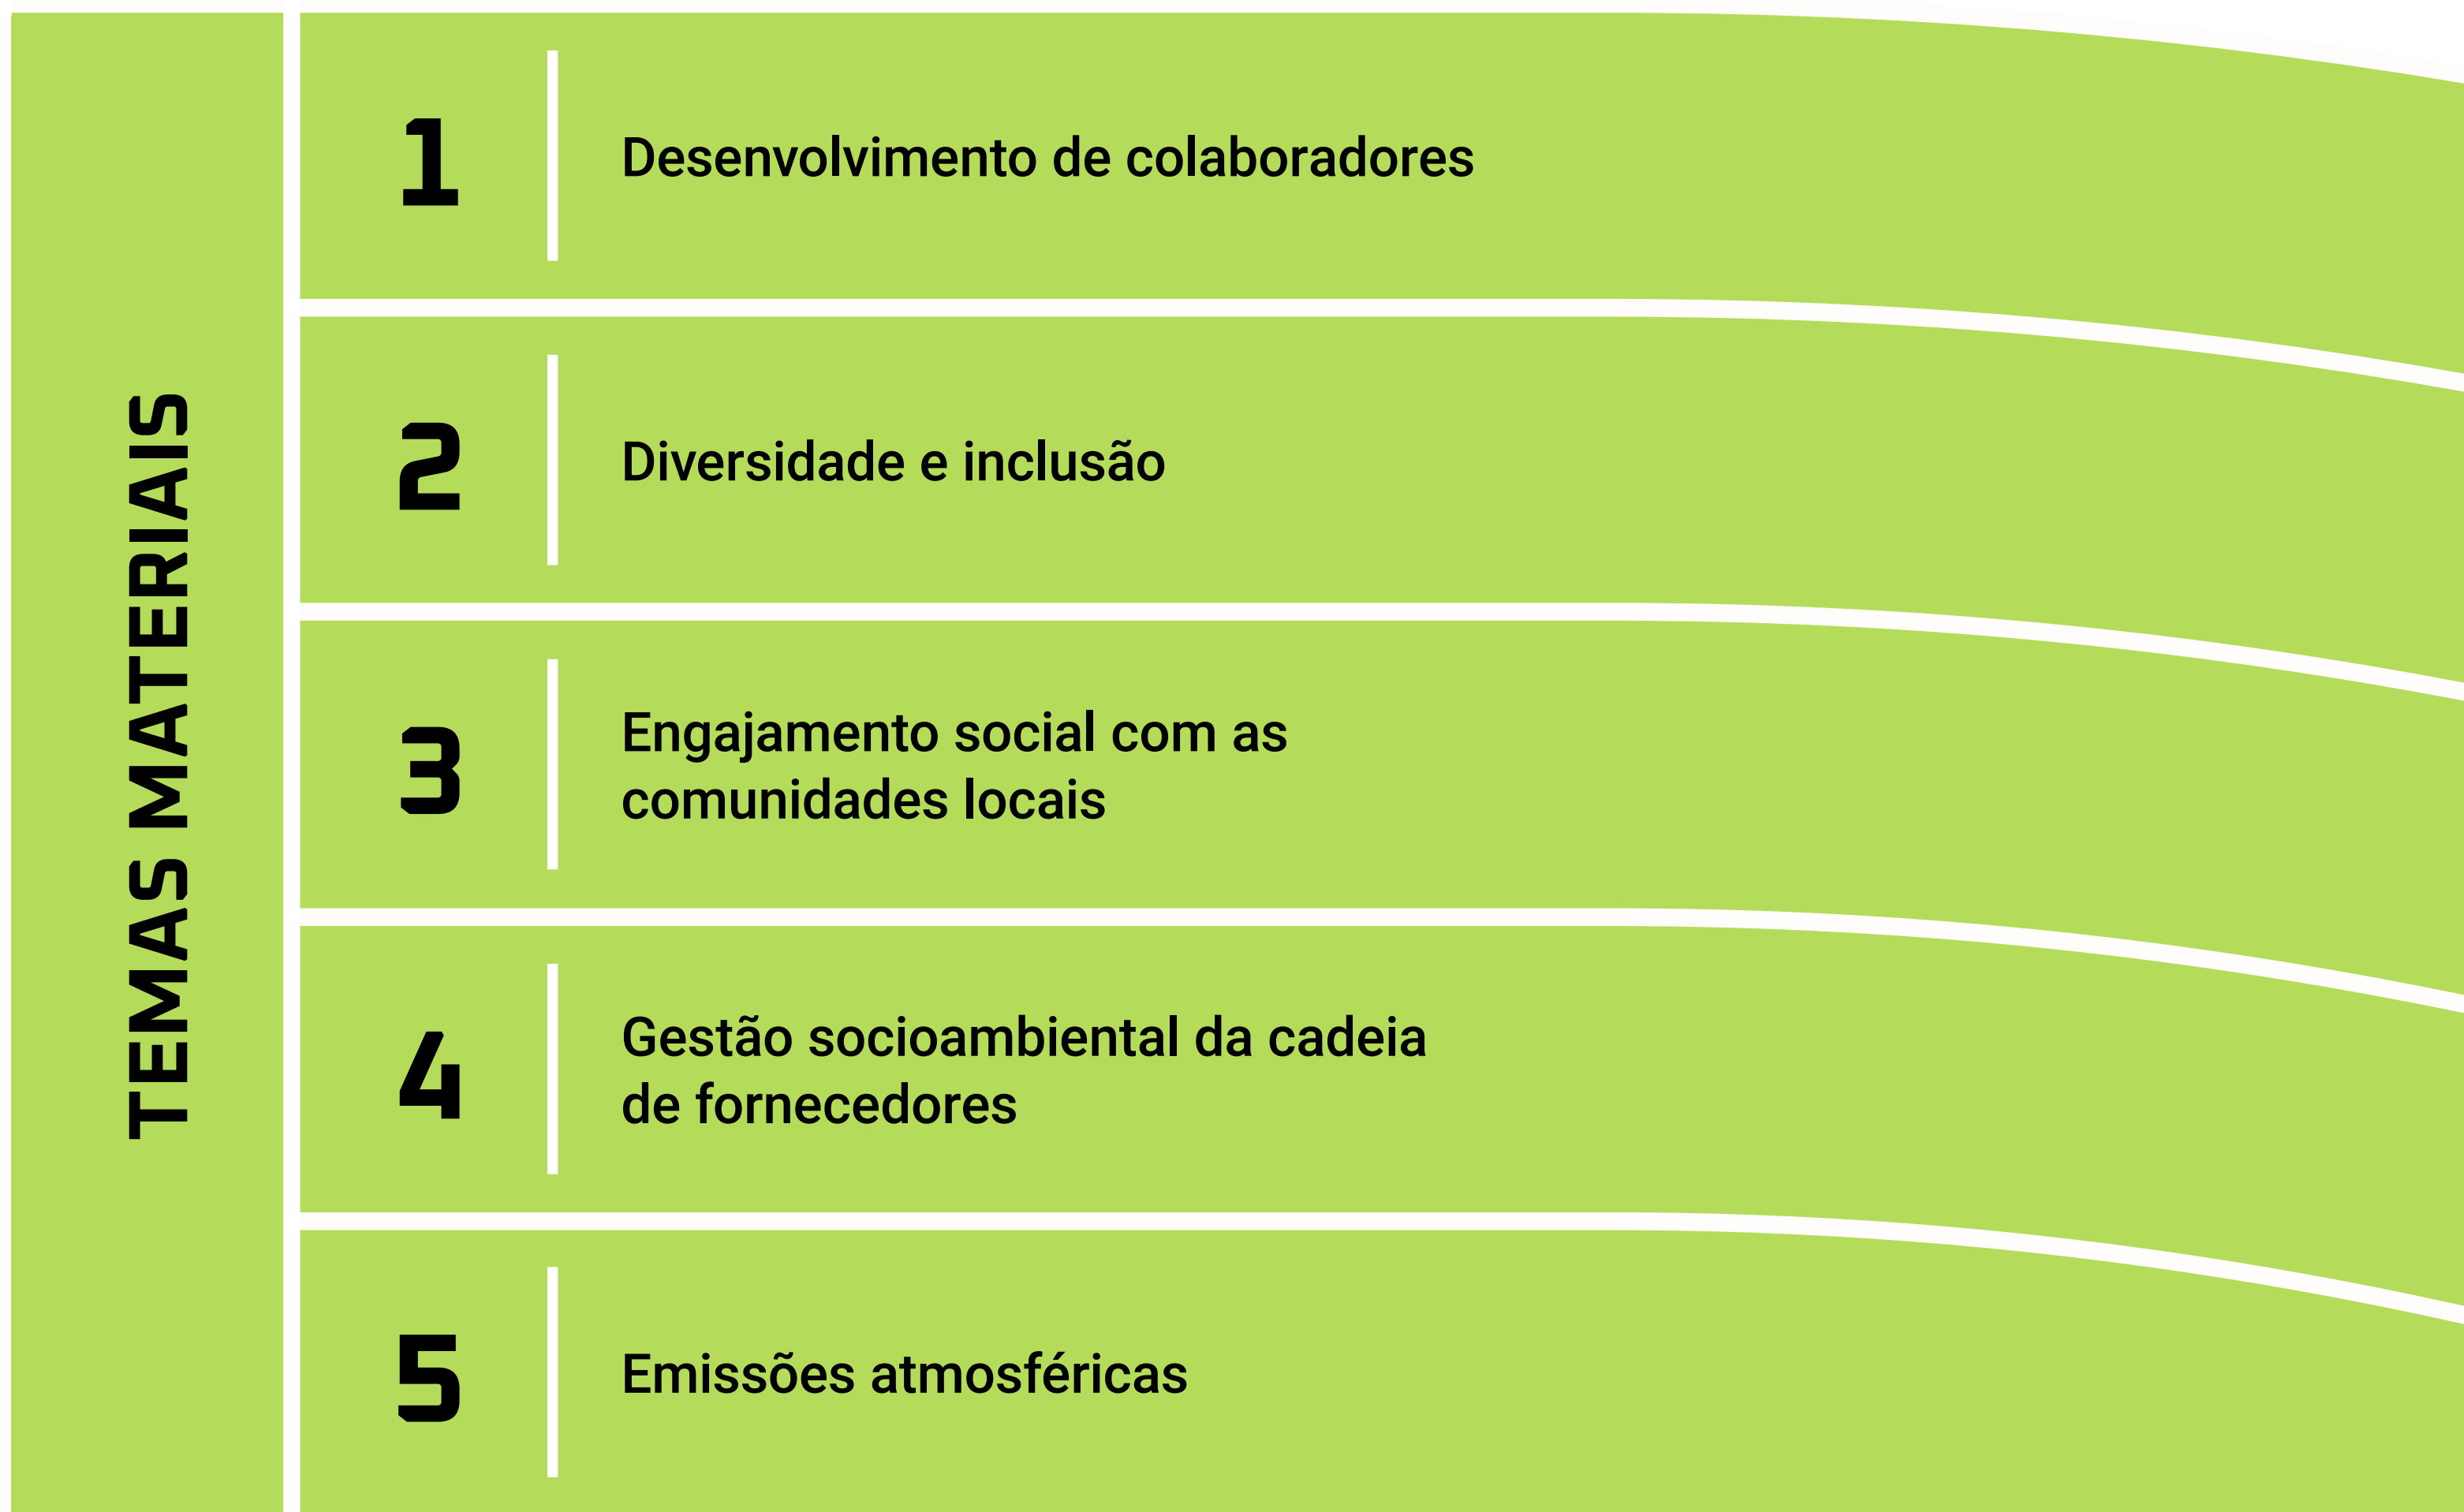 TEMAS MATERIAIS
1
Desenvolvimento de colaboradores
2
Diversidade e inclusão
3
Engajamento social com as
comunidades locais
4
Gestão socioambiental da cadeia
de fornecedores
5
Emissões atmosféricas